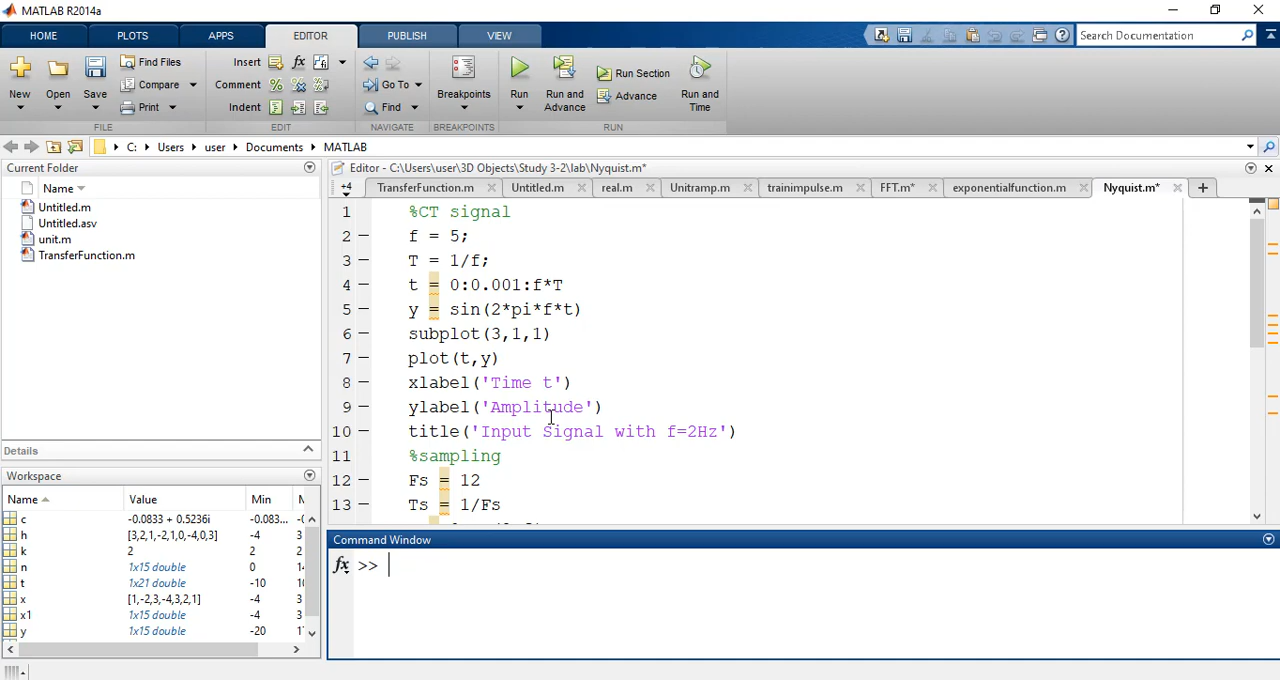 MATLAB R2014a
HOME PLOTS APPS EDITOR PUBLISH VIEW Search Documentation
New Open Save Find Files Compare Print Insert fx Comment Indent Go To Find Breakpoints Run Run and Advance Run Section Advance Run and Time
FILE EDIT NAVIGATE BREAKPOINTS RUN
C: Users user Documents MATLAB
Current Folder
Name
Untitled.m
Untitled.asv
unit.m
TransferFunction.m
Details
Workspace
Name Value Min M
c -0.0833 + 0.5236i -0.083...
h [3,2,1,-2,1,0,-4,0,3] -4 3
k 2 2 2
n 1x15 double 0 14
t 1x21 double -10 10
x [1,-2,3,-4,3,2,1] -4 3
x1 1x15 double -4 3
y 1x15 double -20 17
Editor - C:\Users\user\3D Objects\Study 3-2\lab\Nyquist.m*
+4 TransferFunction.m Untitled.m real.m Unitramp.m trainimpulse.m FFT.m* exponentialfunction.m Nyquist.m*
1 %CT signal
2 f = 5;
3 T = 1/f;
4 t = 0:0.001:f*T
5 y = sin(2*pi*f*t)
6 subplot(3,1,1)
7 plot(t,y)
8 xlabel('Time t')
9 ylabel('Amplitude')
10 title('Input Signal with f=2Hz')
11 %sampling
12 Fs = 12
13 Ts = 1/Fs
Command Window
fx >>